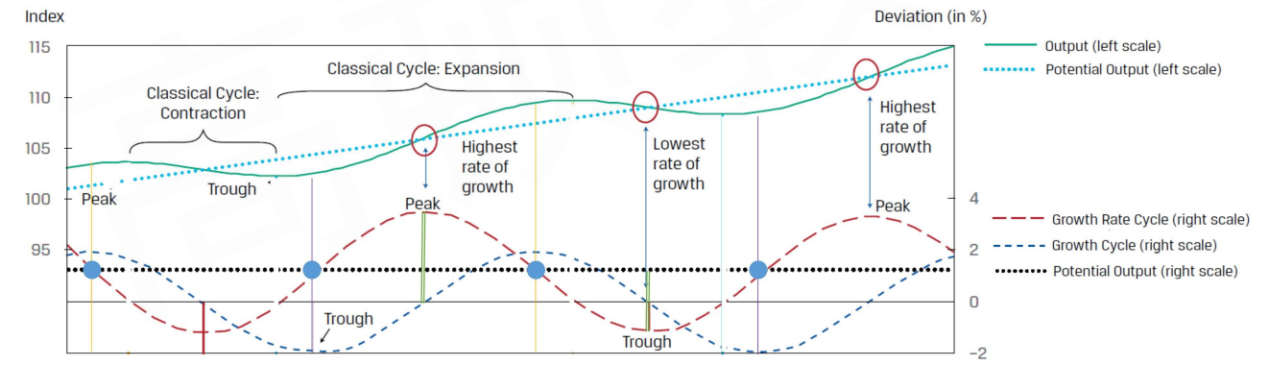 Index
Deviation (in %)
115
110
105
100
95
4
2
0
−2
Classical Cycle:
Contraction
Classical Cycle: Expansion
Peak
Trough
Highest
rate of
growth
Peak
Lowest
rate of
growth
Highest
rate of
growth
Peak
Trough
Trough
Output (left scale)
Potential Output (left scale)
Growth Rate Cycle (right scale)
Growth Cycle (right scale)
Potential Output (right scale)